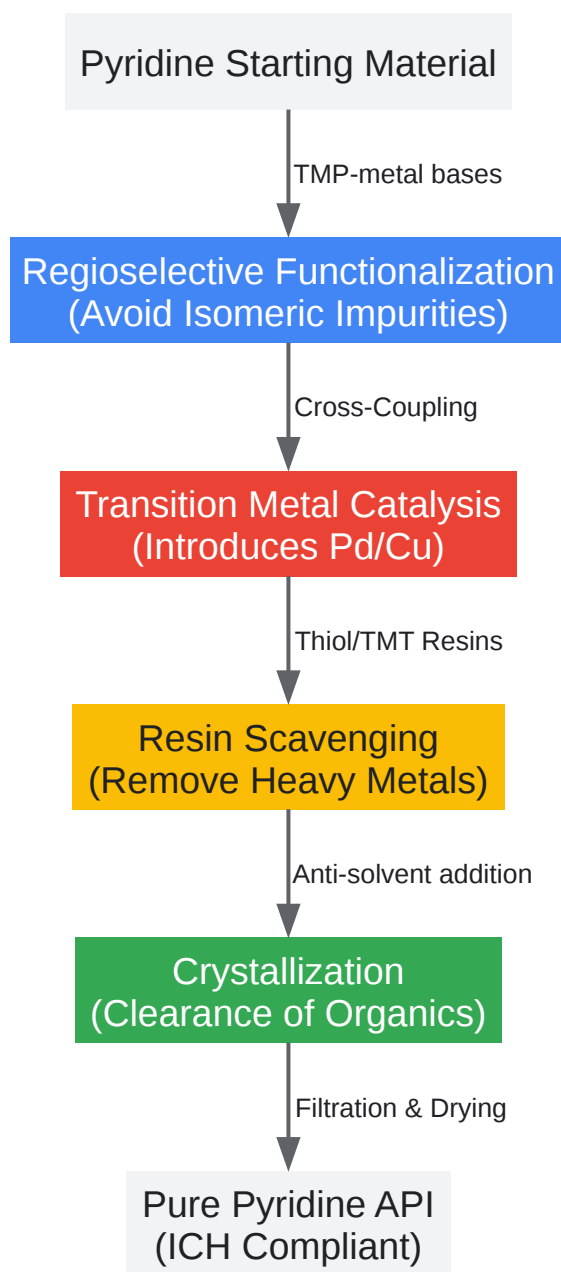 Pyridine Starting Material
TMP-metal bases
Regioselective Functionalization
(Avoid Isomeric Impurities)
Cross-Coupling
Transition Metal Catalysis
(Introduces Pd/Cu)
Thiol/TMT Resins
Resin Scavenging
(Remove Heavy Metals)
Anti-solvent addition
Crystallization
(Clearance of Organics)
Filtration & Drying
Pure Pyridine API
(ICH Compliant)